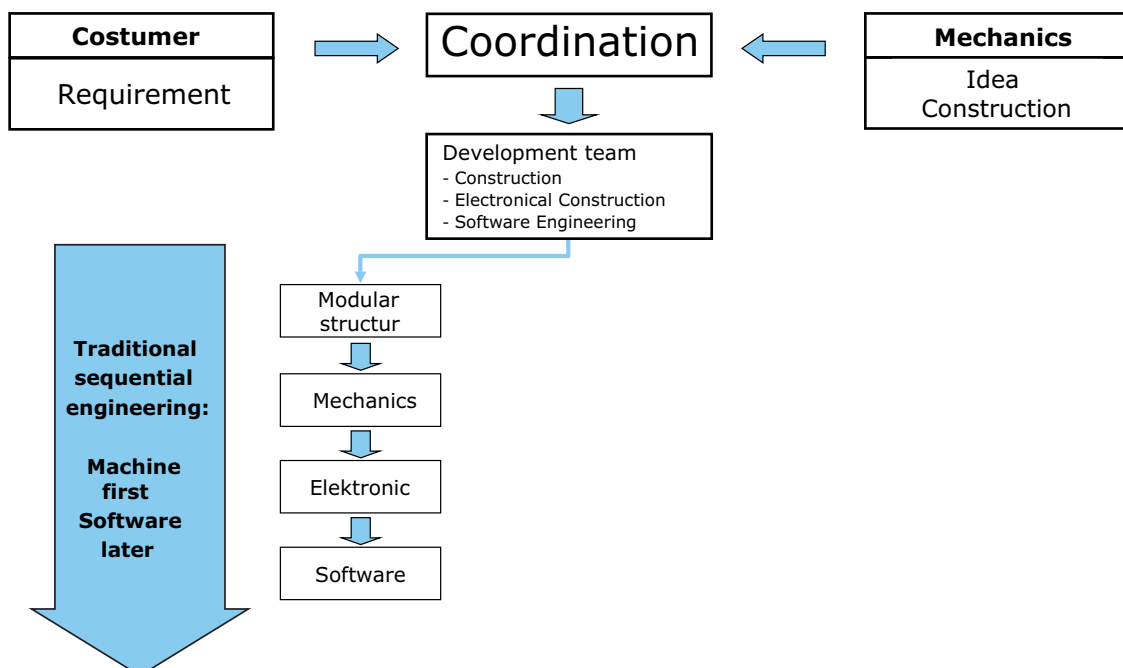 Costumer
Requirement
Coordination
Mechanics
Idea
Construction
Development team
- Construction
- Electronical Construction
- Software Engineering
Modular
structur
Mechanics
Elektronic
Software
Traditional
sequential
engineering:
Machine
first
Software
later